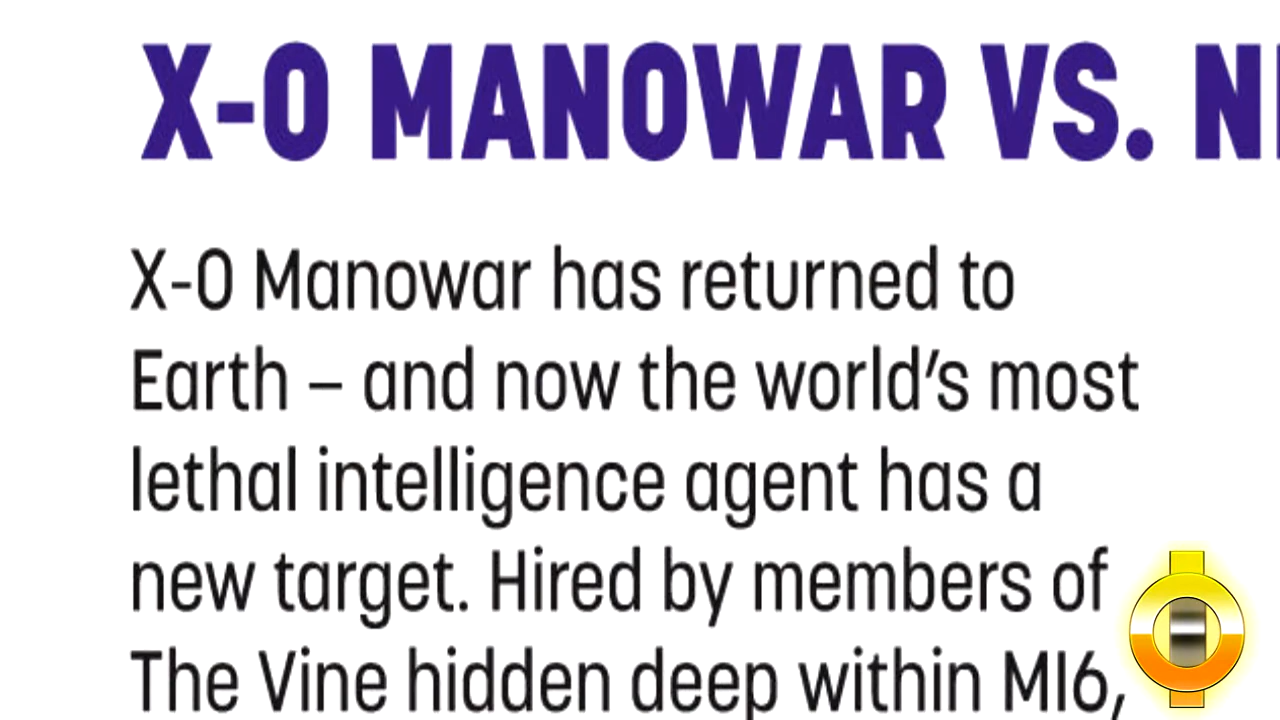 X-O MANOWAR VS.
X-O Manowar has returned to
Earth – and now the world’s most
lethal intelligence agent has a
new target. Hired by members of
The Vine hidden deep within MI6,